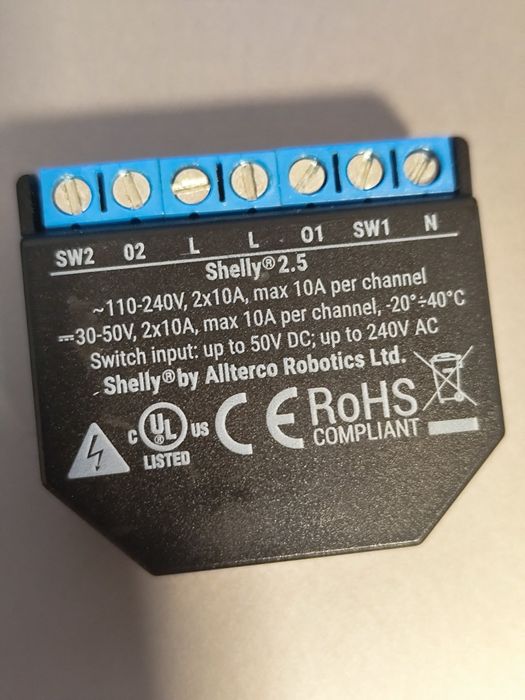 SW2 O2 L L O1 SW1 N
Shelly® 2.5
~110-240V, 2x10A, max 10A per channel
⎓30-50V, 2x10A, max 10A per channel, -20°÷40°C
Switch input: up to 50V DC; up to 240V AC
Shelly® by Allterco Robotics Ltd.
C UL® US LISTED
CE
RoHS
COMPLIANT